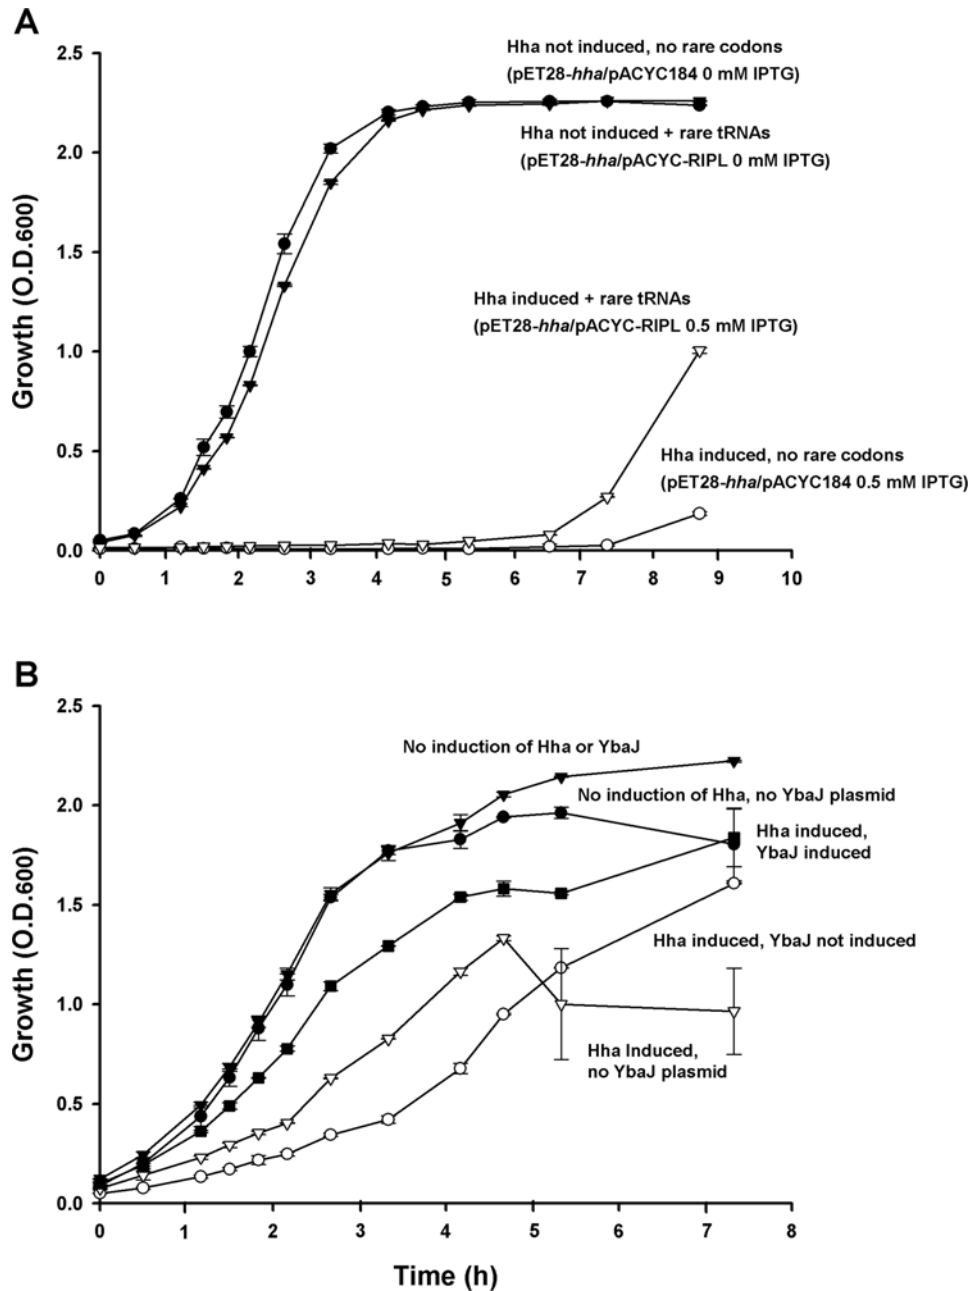 A
2.5
2.0
1.5
1.0
0.5
0.0
Growth (O.D.600)
Hha not induced, no rare codons
(pET28-hha/pACYC184 0 mM IPTG)
Hha not induced + rare tRNAs
(pET28-hha/pACYC-RIPL 0 mM IPTG)
Hha induced + rare tRNAs
(pET28-hha/pACYC-RIPL 0.5 mM IPTG)
Hha induced, no rare codons
(pET28-hha/pACYC184 0.5 mM IPTG)
0 1 2 3 4 5 6 7 8 9 10
B
2.5
2.0
1.5
1.0
0.5
0.0
Growth (O.D.600)
No induction of Hha or YbaJ
No induction of Hha, no YbaJ plasmid
Hha induced,
YbaJ induced
Hha induced, YbaJ not induced
Hha Induced,
no YbaJ plasmid
0 1 2 3 4 5 6 7 8
Time (h)